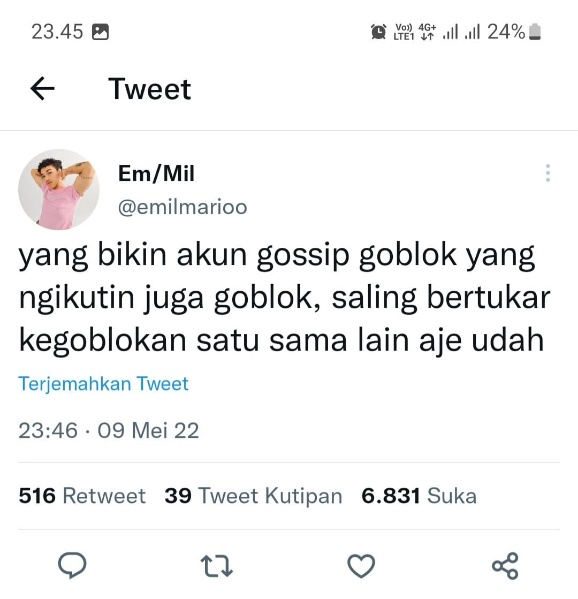 23.45 Vo)) LTE1 4G+ 24%
Tweet
Em/Mil
@emilmarioo
yang bikin akun gossip goblok yang
ngikutin juga goblok, saling bertukar
kegoblokan satu sama lain aje udah
Terjemahkan Tweet
23:46 · 09 Mei 22
516 Retweet 39 Tweet Kutipan 6.831 Suka